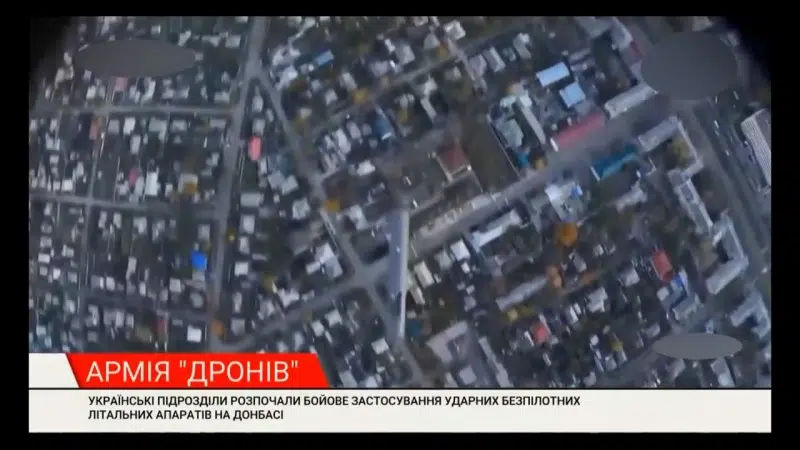 АРМІЯ "ДРОНІВ"
УКРАЇНСЬКІ ПІДРОЗДІЛИ РОЗПОЧАЛИ БОЙОВЕ ЗАСТОСУВАННЯ УДАРНИХ БЕЗПІЛОТНИХ
ЛІТАЛЬНИХ АПАРАТІВ НА ДОНБАСІ